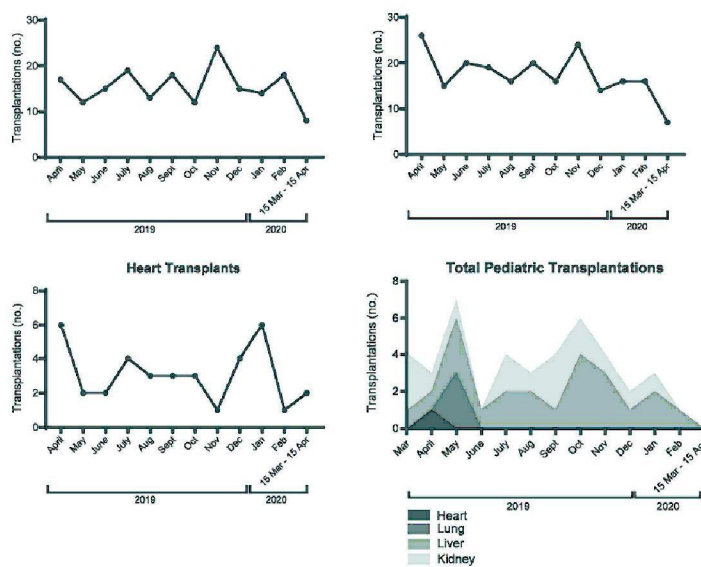 Transplantations (no.)
30
20
10
0
April
May
June
July
Aug
Sept
Oct
Nov
Dec
Jan
Feb
15 Mar - 15 Apr
2019
2020
Transplantations (no.)
30
20
10
0
April
May
June
July
Aug
Sept
Oct
Nov
Dec
Jan
Feb
15 Mar - 15 Apr
2019
2020
Heart Transplants
Transplantations (no.)
8
6
4
2
0
April
May
June
July
Aug
Sept
Oct
Nov
Dec
Jan
Feb
15 Mar - 15 Apr
2019
2020
Total Pediatric Transplantations
Transplantations (no.)
8
6
4
2
0
Mar
April
May
June
July
Aug
Sept
Oct
Nov
Dec
Jan
Feb
15 Mar - 15 Apr
2019
2020
Heart
Lung
Liver
Kidney